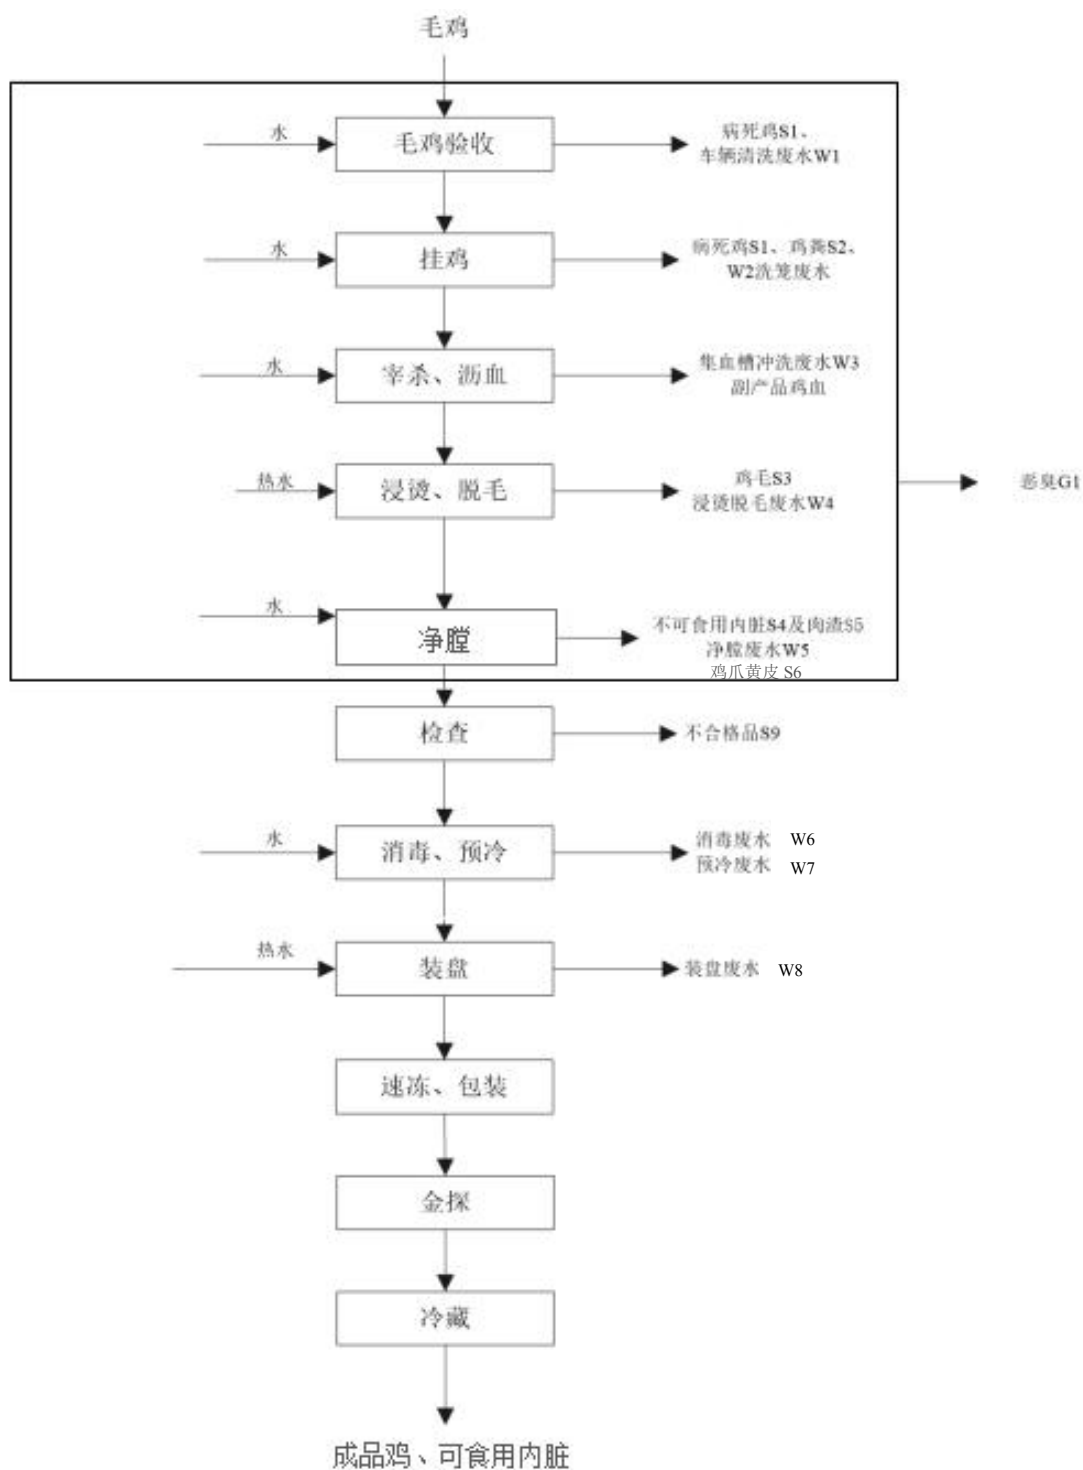 毛鸡
水
毛鸡验收
病死鸡S1、
车辆清洗废水W1
水
挂鸡
病死鸡S1、鸡粪S2、
W2洗笼废水
水
宰杀、沥血
集血槽冲洗废水W3
副产品鸡血
热水
浸烫、脱毛
鸡毛S3
浸烫脱毛废水W4
恶臭G1
水
净膛
不可食用内脏S4及肉渣S5
净膛废水W5
鸡爪黄皮 S6
检查
不合格品S9
水
消毒、预冷
消毒废水 W6
预冷废水 W7
热水
装盘
装盘废水 W8
速冻、包装
金探
冷藏
成品鸡、可食用内脏